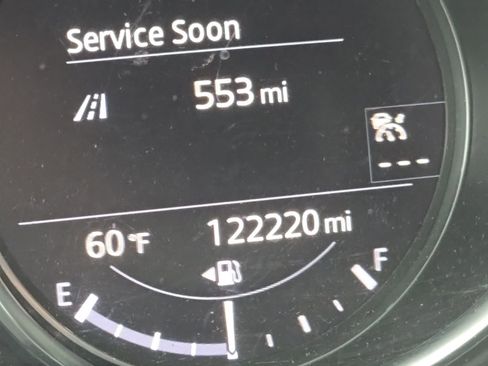 Service Soon
553 mi
---
60°F 122220 mi
E F